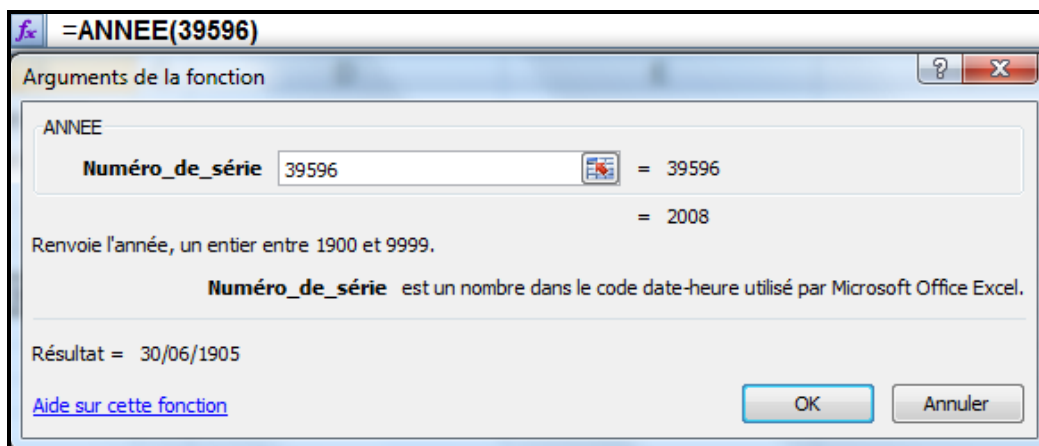 fx =ANNEE(39596)
Arguments de la fonction ? X
ANNEE
Numéro_de_série 39596 = 39596
= 2008
Renvoie l'année, un entier entre 1900 et 9999.
Numéro_de_série est un nombre dans le code date-heure utilisé par Microsoft Office Excel.
Résultat = 30/06/1905
Aide sur cette fonction OK Annuler